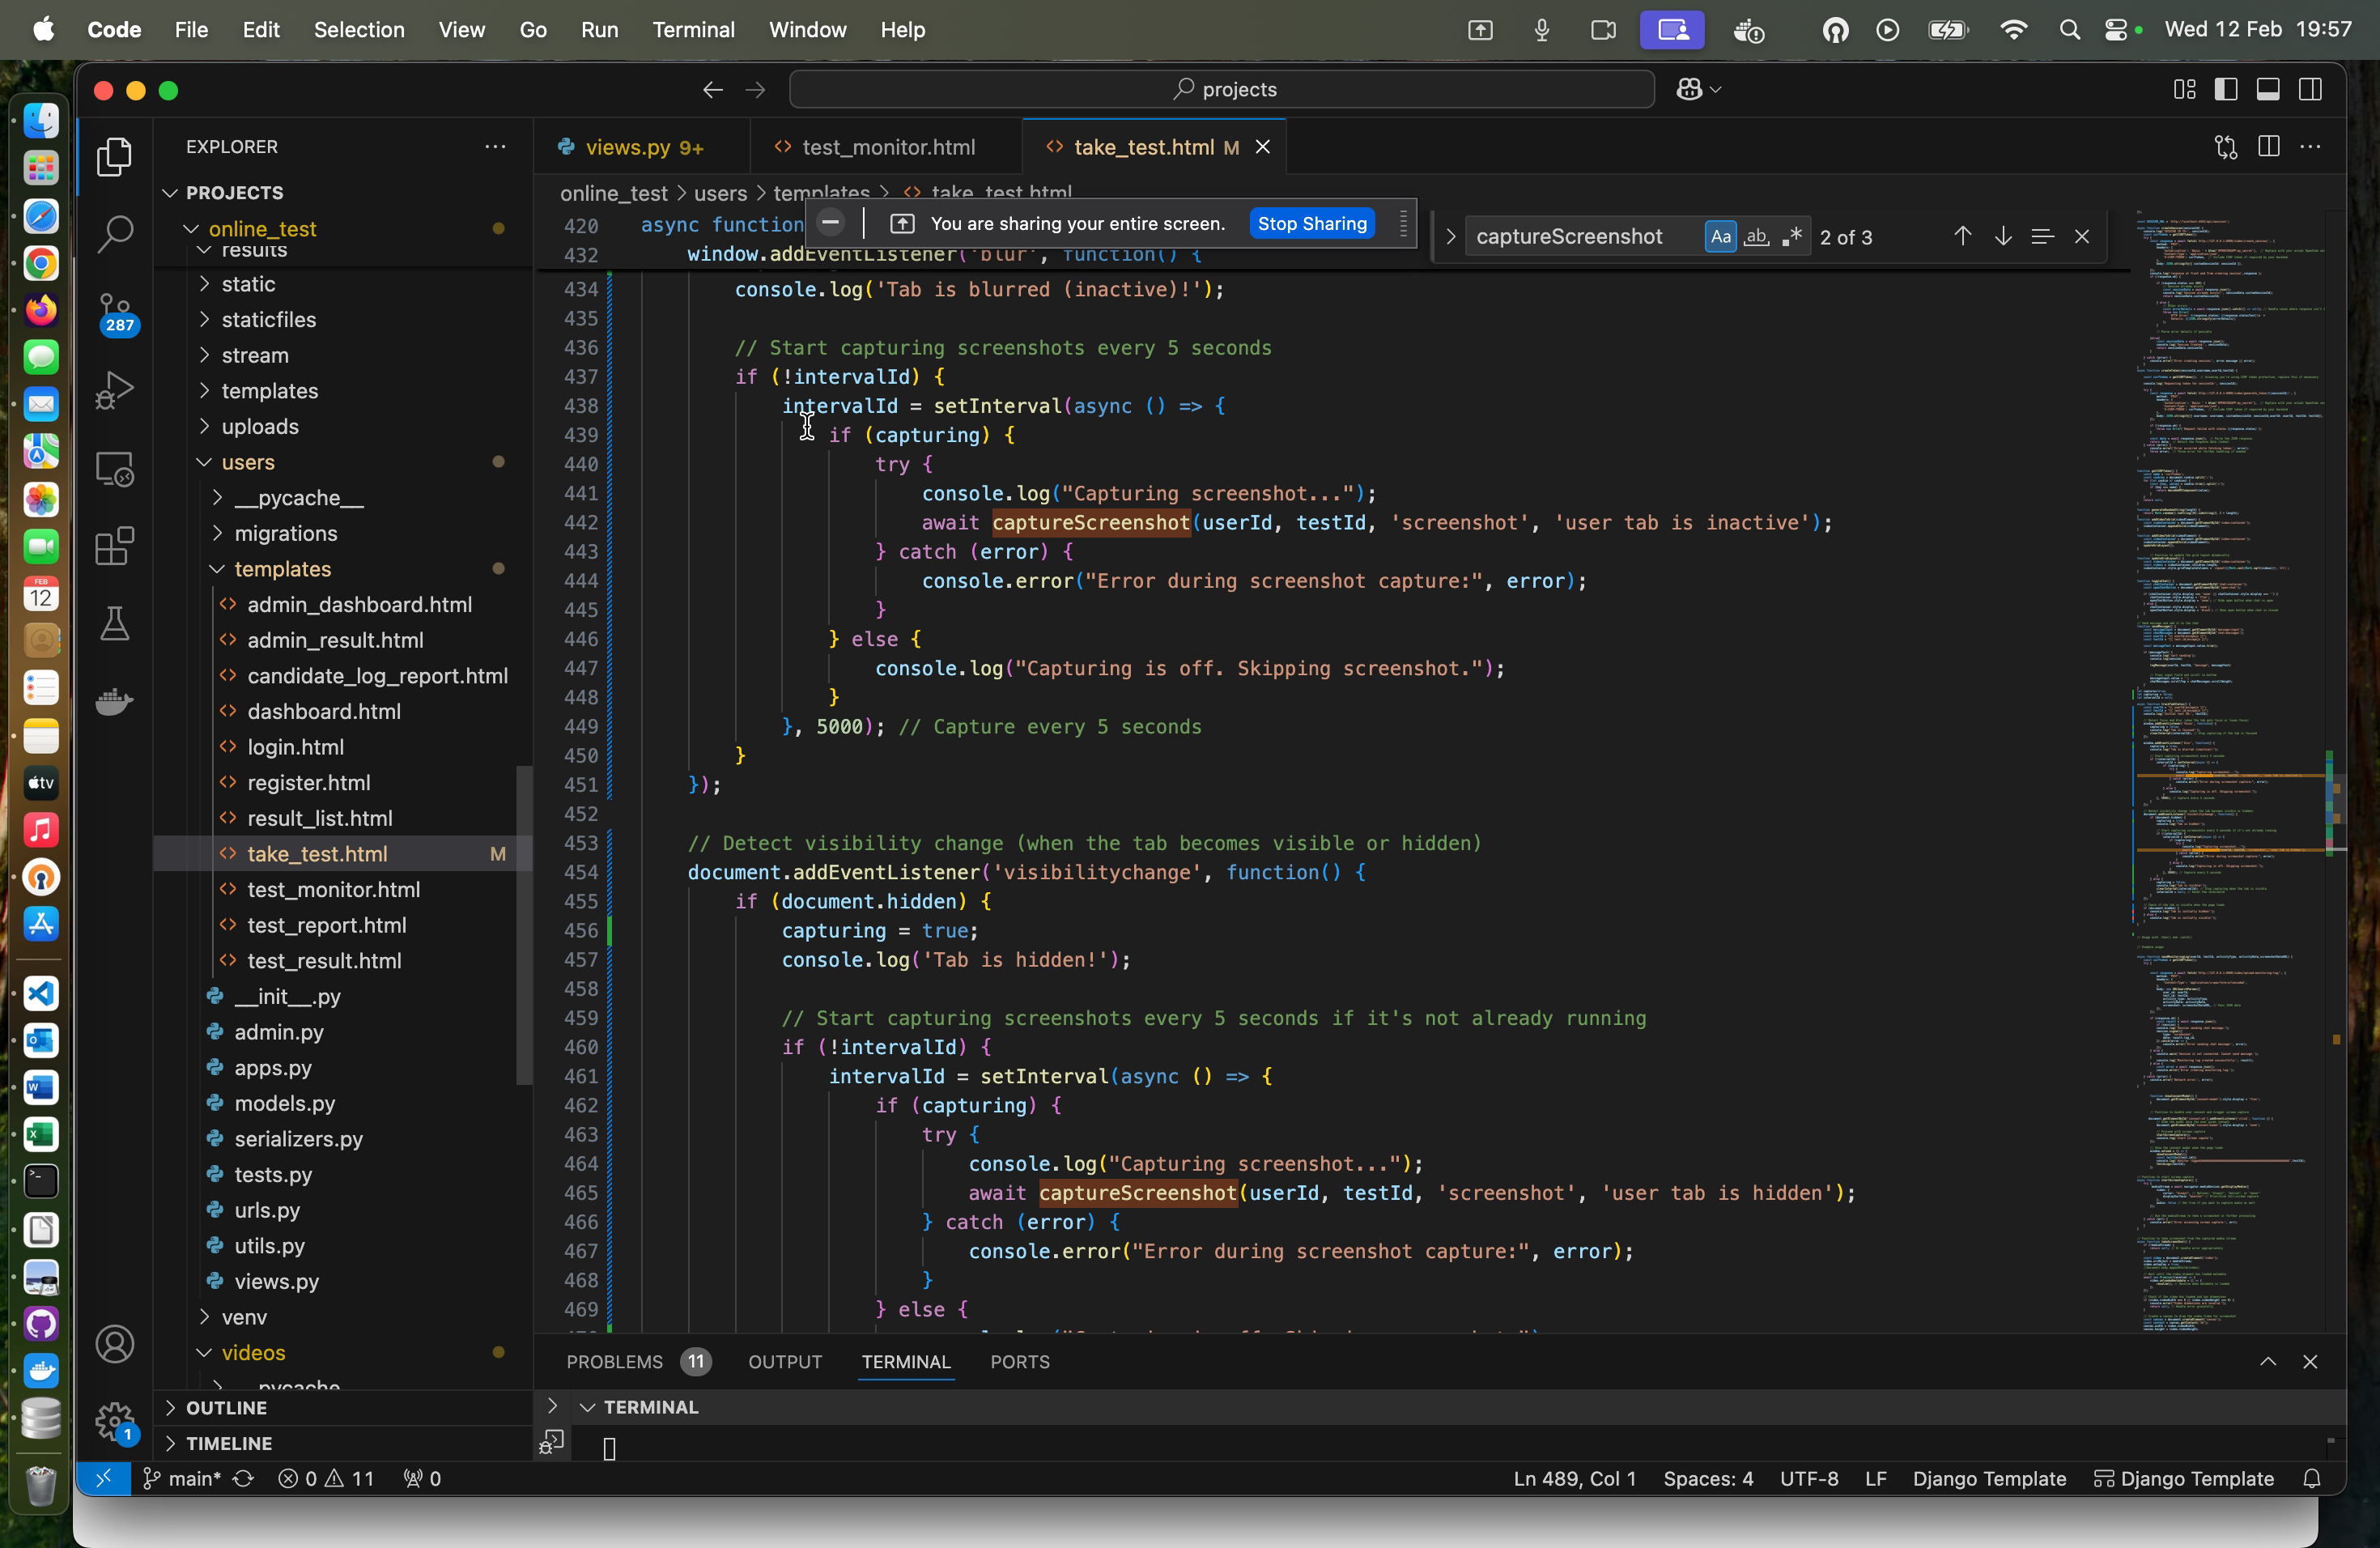 Code File Edit Selection View Go Run Terminal Window Help Wed 12 Feb 19:57
projects
EXPLORER
PROJECTS
online_test
results
static
staticfiles
stream
templates
uploads
users
__pycache__
migrations
templates
admin_dashboard.html
admin_result.html
candidate_log_report.html
dashboard.html
login.html
register.html
result_list.html
take_test.html M
test_monitor.html
test_report.html
test_result.html
__init__.py
admin.py
apps.py
models.py
serializers.py
tests.py
urls.py
utils.py
views.py
venv
videos
pycache
OUTLINE
TIMELINE
287
1
FEB
12
tv
views.py 9+ test_monitor.html take_test.html M
online_test > users > templates > take_test.html
You are sharing your entire screen. Stop Sharing
captureScreenshot Aa ab 2 of 3
420 async function
432 window.addEventListener('blur', function() {
434 console.log('Tab is blurred (inactive)!');
435
436 // Start capturing screenshots every 5 seconds
437 if (!intervalId) {
438 intervalId = setInterval(async () => {
439 if (capturing) {
440 try {
441 console.log("Capturing screenshot...");
442 await captureScreenshot(userId, testId, 'screenshot', 'user tab is inactive');
443 } catch (error) {
444 console.error("Error during screenshot capture:", error);
445 }
446 } else {
447 console.log("Capturing is off. Skipping screenshot.");
448 }
449 }, 5000); // Capture every 5 seconds
450 }
451 });
452
453 // Detect visibility change (when the tab becomes visible or hidden)
454 document.addEventListener('visibilitychange', function() {
455 if (document.hidden) {
456 capturing = true;
457 console.log('Tab is hidden!');
458
459 // Start capturing screenshots every 5 seconds if it's not already running
460 if (!intervalId) {
461 intervalId = setInterval(async () => {
462 if (capturing) {
463 try {
464 console.log("Capturing screenshot...");
465 await captureScreenshot(userId, testId, 'screenshot', 'user tab is hidden');
466 } catch (error) {
467 console.error("Error during screenshot capture:", error);
468 }
469 } else {
PROBLEMS 11 OUTPUT TERMINAL PORTS
TERMINAL
main* 0 11 0 Ln 489, Col 1 Spaces: 4 UTF-8 LF Django Template Django Template